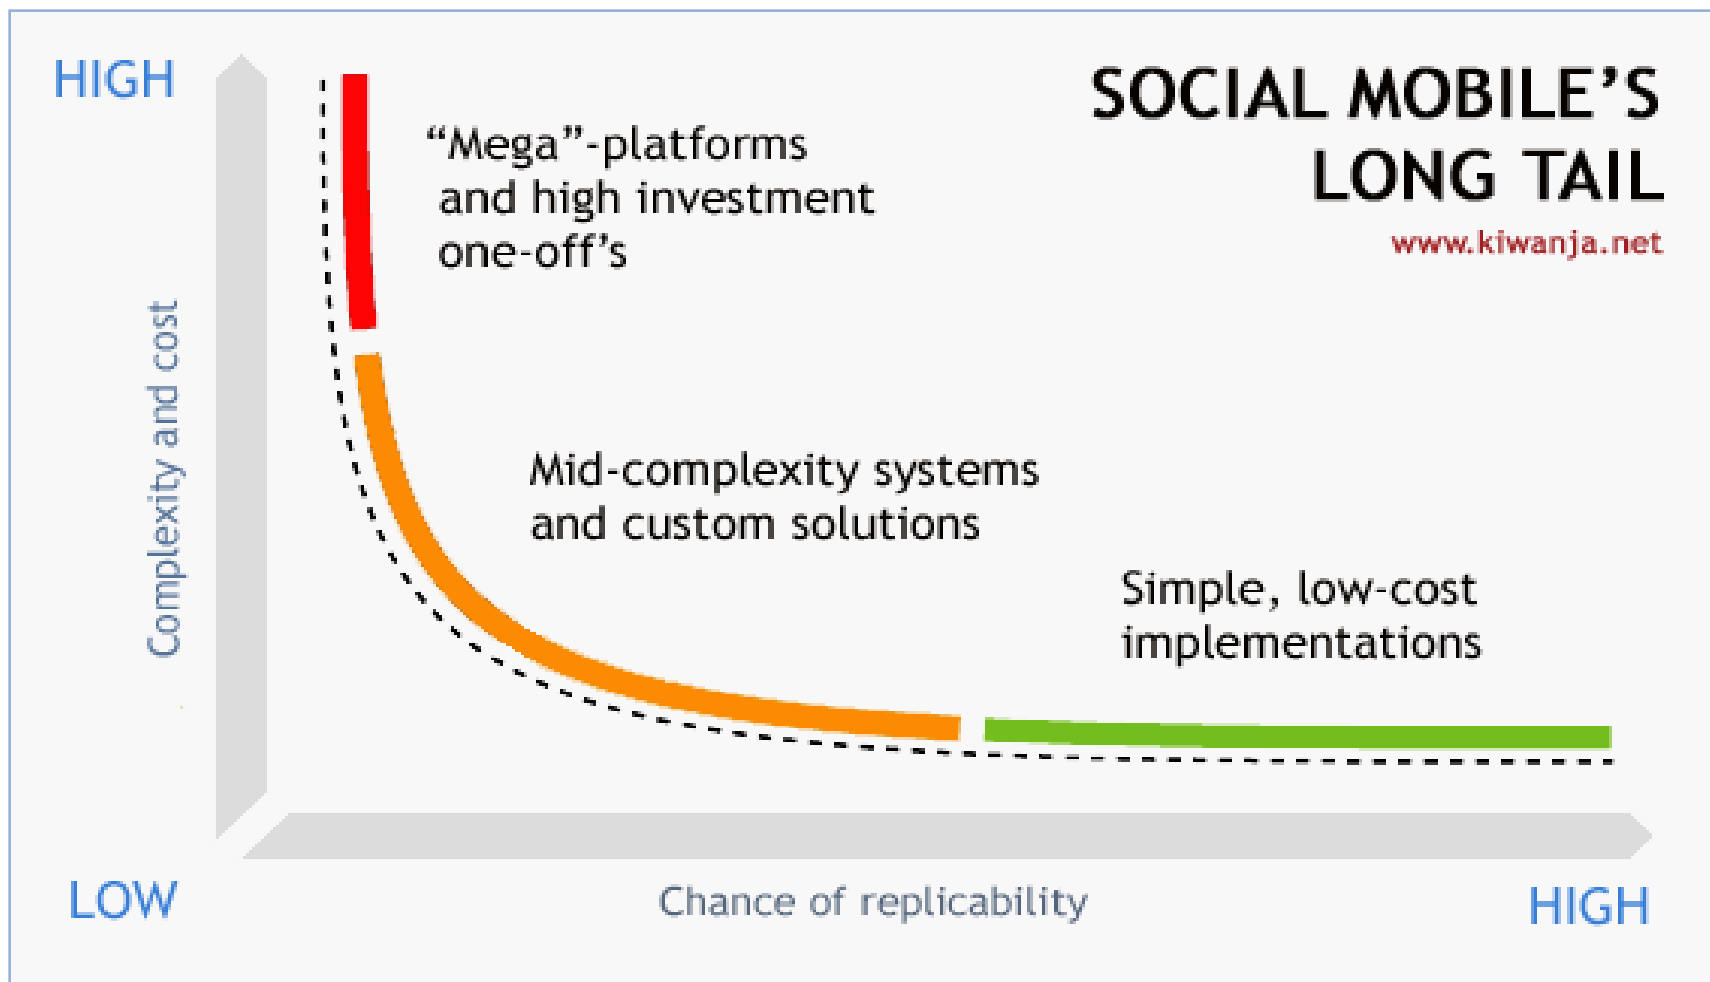 HIGH
SOCIAL MOBILE’S
LONG TAIL
www.kiwanja.net
“Mega”-platforms
and high investment
one-off’s
Complexity and cost
Mid-complexity systems
and custom solutions
Simple, low-cost
implementations
LOW
Chance of replicability
HIGH